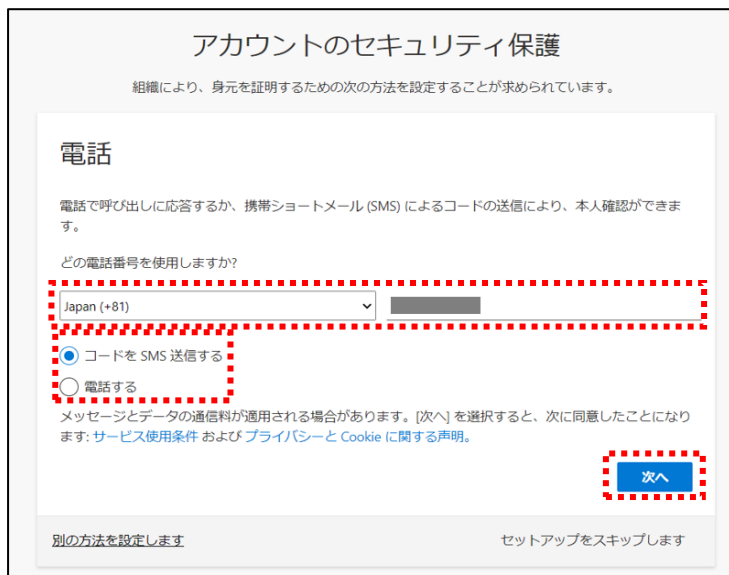 アカウントのセキュリティ保護
組織により、身元を証明するための次の方法を設定することが求められています。
電話
電話で呼び出しに応答するか、携帯ショートメール (SMS) によるコードの送信により、本人確認ができま
す。
どの電話番号を使用しますか?
Japan (+81)
コードを SMS 送信する
電話する
メッセージとデータの通信料が適用される場合があります。[次へ] を選択すると、次に同意したことになり
ます: サービス使用条件 および プライバシーと Cookie に関する声明。
次へ
別の方法を設定します
セットアップをスキップします